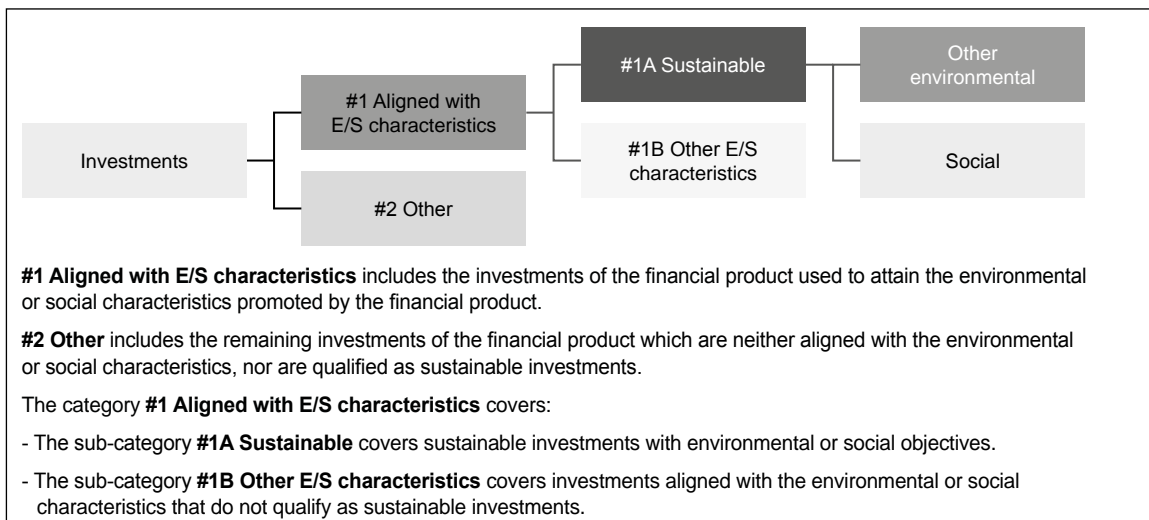 #1A Sustainable
Other
environmental
#1 Aligned with
E/S characteristics
Investments
#1B Other E/S
characteristics
Social
#2 Other
#1 Aligned with E/S characteristics includes the investments of the financial product used to attain the environmental
or social characteristics promoted by the financial product.
#2 Other includes the remaining investments of the financial product which are neither aligned with the environmental
or social characteristics, nor are qualified as sustainable investments.
The category #1 Aligned with E/S characteristics covers:
- The sub-category #1A Sustainable covers sustainable investments with environmental or social objectives.
- The sub-category #1B Other E/S characteristics covers investments aligned with the environmental or social
characteristics that do not qualify as sustainable investments.